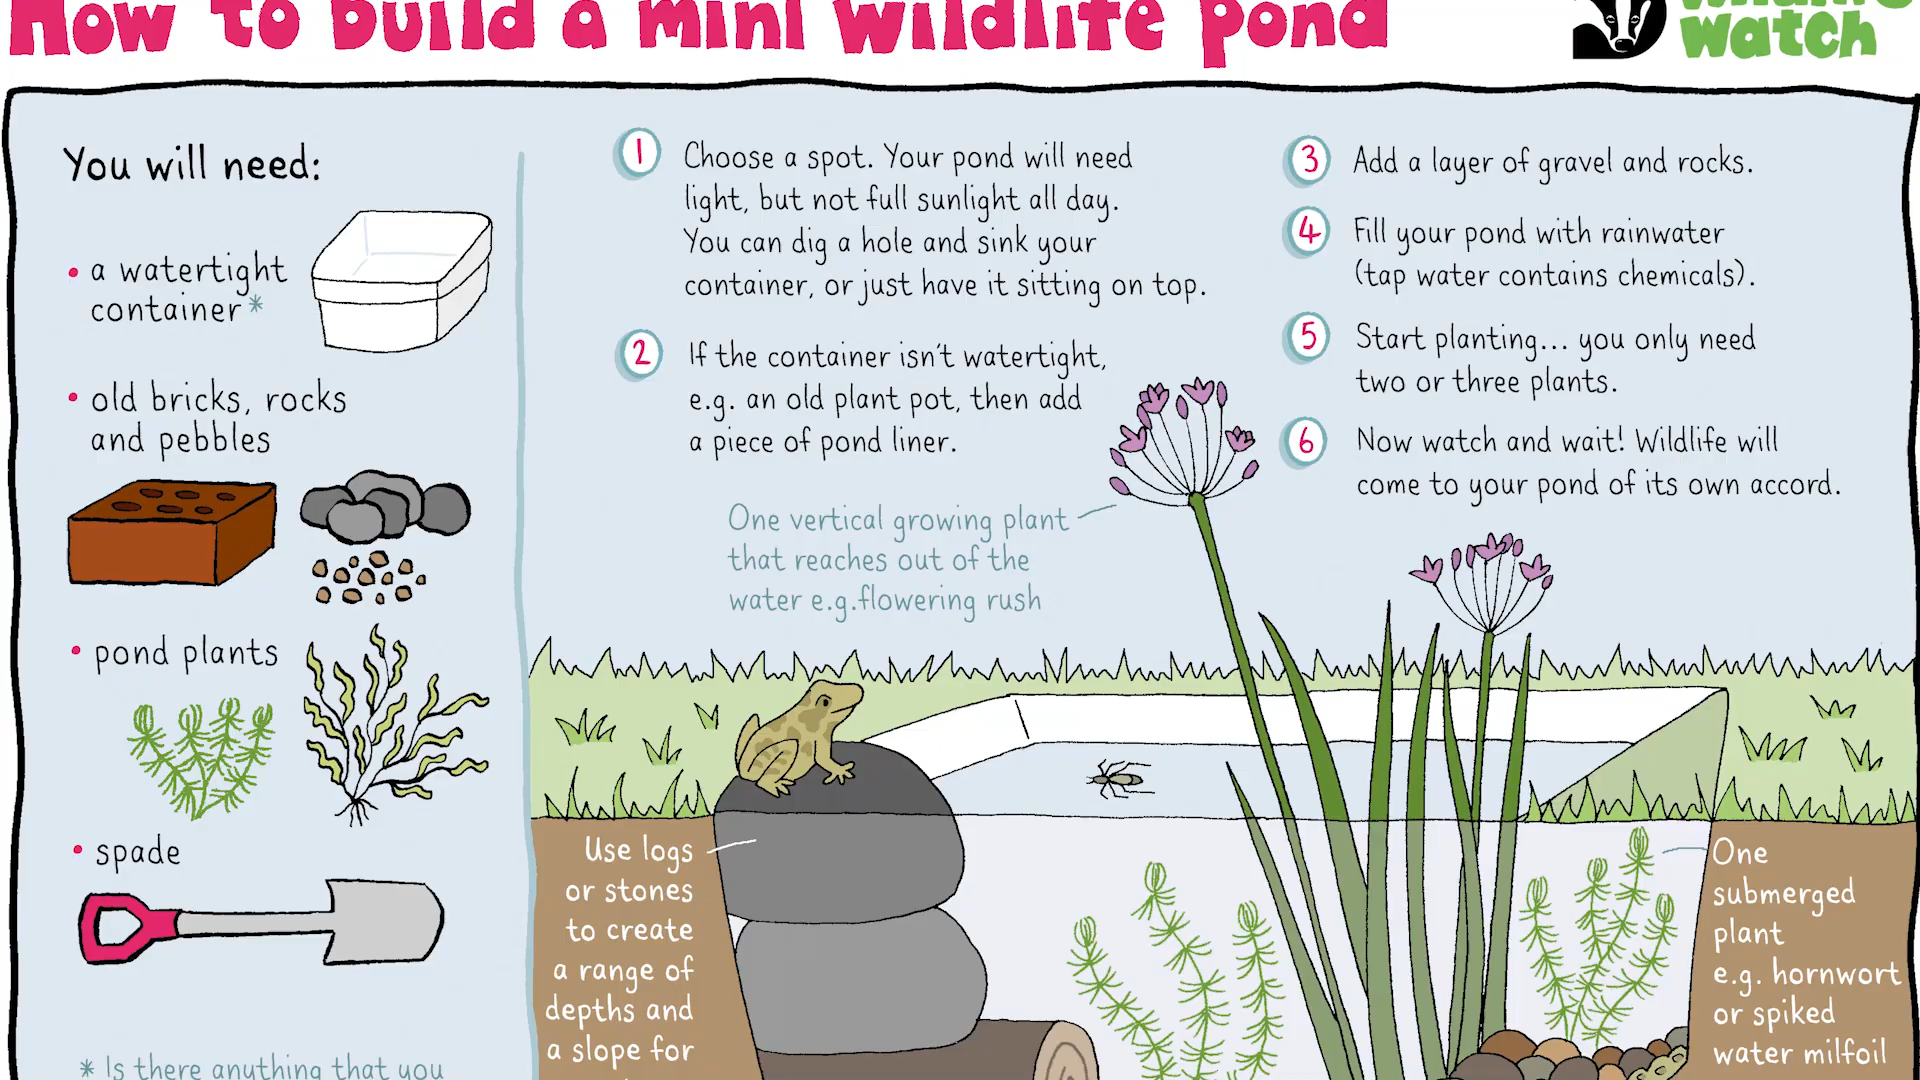 How to build a mini wildlife pond
wildlife
watch
You will need:
• a watertight
container*
• old bricks, rocks
and pebbles
• pond plants
• spade
* Is there anything that you
1 Choose a spot. Your pond will need
light, but not full sunlight all day.
You can dig a hole and sink your
container, or just have it sitting on top.
2 If the container isn't watertight,
e.g. an old plant pot, then add
a piece of pond liner.
3 Add a layer of gravel and rocks.
4 Fill your pond with rainwater
(tap water contains chemicals).
5 Start planting... you only need
two or three plants.
6 Now watch and wait! Wildlife will
come to your pond of its own accord.
One vertical growing plant
that reaches out of the
water e.g.flowering rush
Use logs
or stones
to create
a range of
depths and
a slope for
One
submerged
plant
e.g. hornwort
or spiked
water milfoil